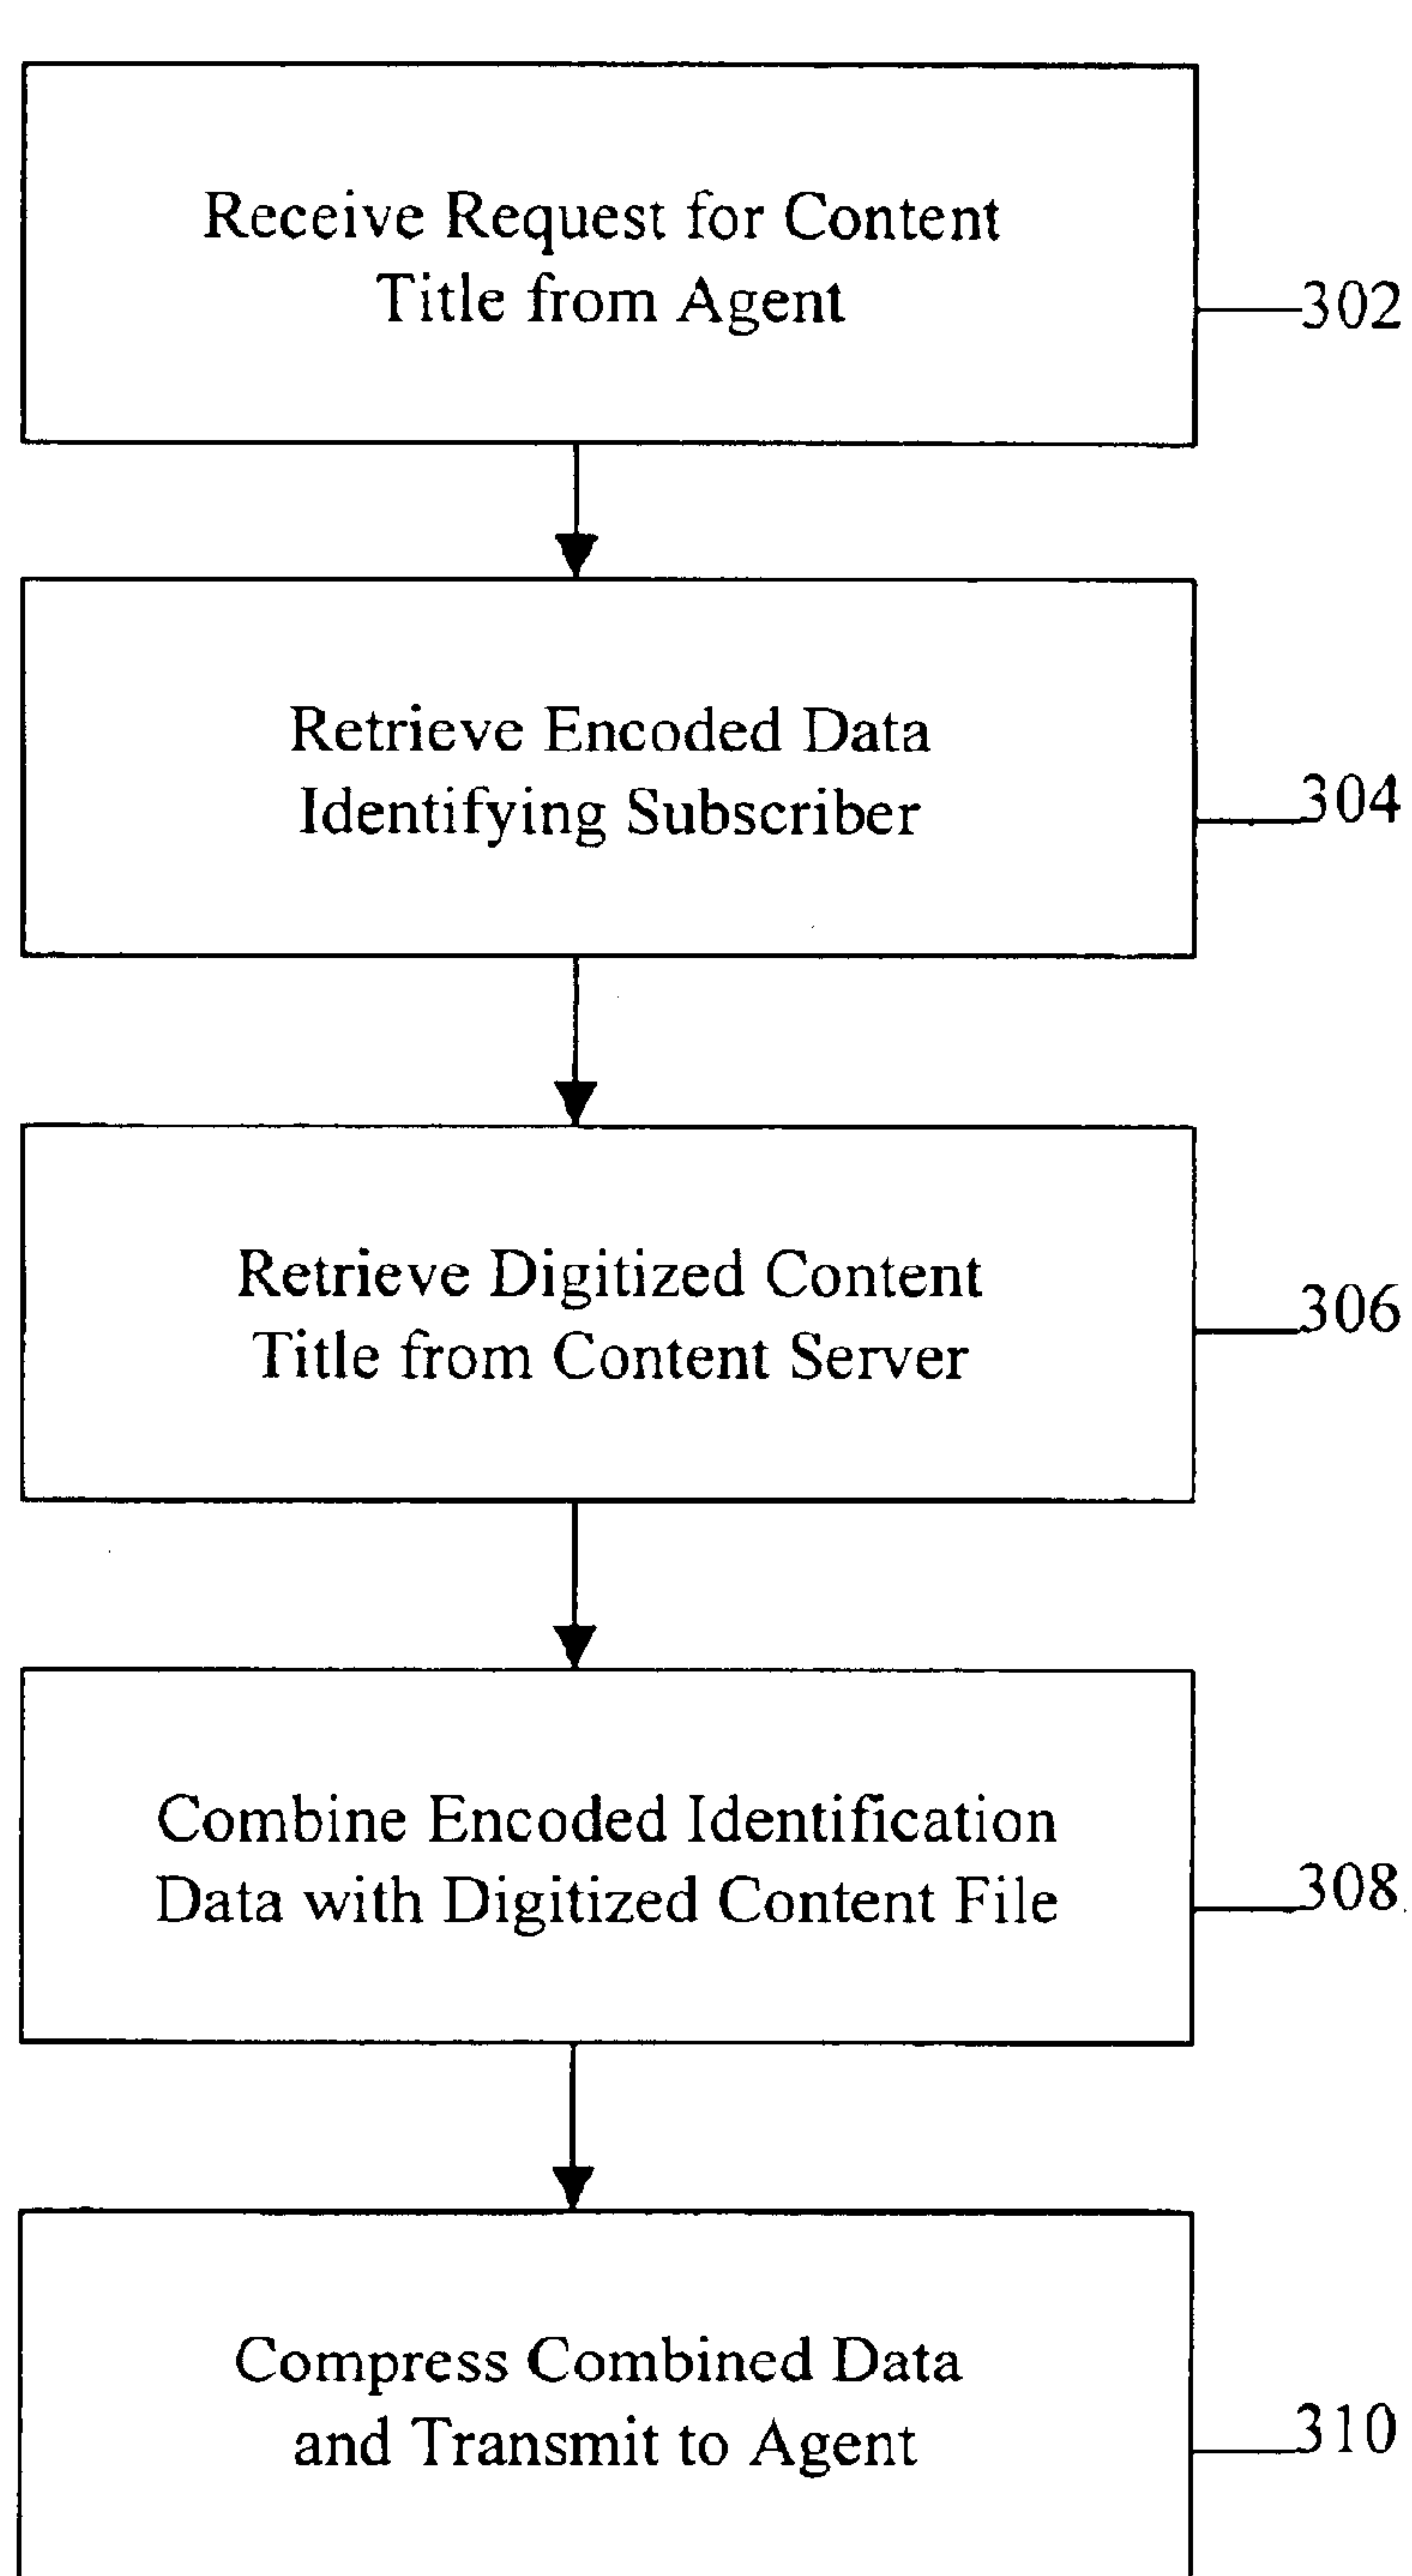 Receive Request for Content
Title from Agent
302
Retrieve Encoded Data
Identifying Subscriber
304
Retrieve Digitized Content
Title from Content Server
306
Combine Encoded Identification
Data with Digitized Content File
308
Compress Combined Data
and Transmit to Agent
310